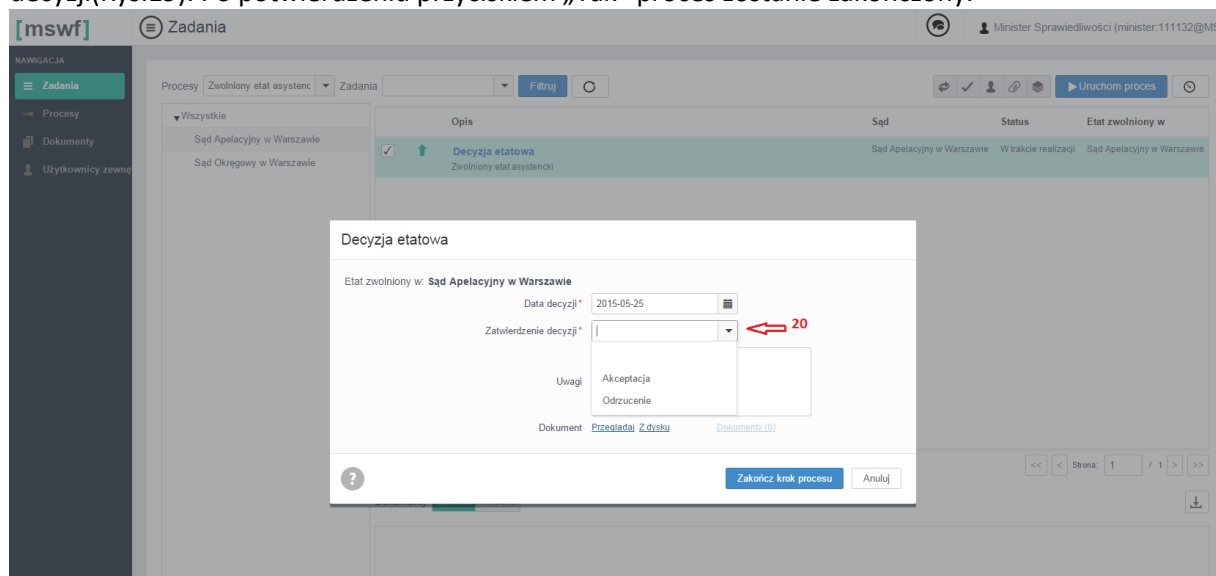 [mswf]
Zadania
Minister Sprawiedliwości (minister:111132@MS
NAWIGACJA
Zadania
Procesy
Dokumenty
Użytkownicy zewnę
Procesy Zwolniony etat asystenc Zadania Filtruj Uruchom proces
Wszystkie
Sąd Apelacyjny w Warszawie
Sąd Okręgowy w Warszawie
Opis Sąd Status Etat zwolniony w
Decyzja etatowa Sąd Apelacyjny w Warszawie W trakcie realizacji Sąd Apelacyjny w Warszawie
Zwolniony etat asystencki
Decyzja etatowa
Etat zwolniony w: Sąd Apelacyjny w Warszawie
Data decyzji* 2015-05-25
Zatwierdzenie decyzji* 20
Akceptacja
Uwagi
Odrzucenie
Dokument Przeglądaj Z dysku Dokumenty (0)
? Zakończ krok procesu Anuluj
<< < Strona: 1 / 1 > >>